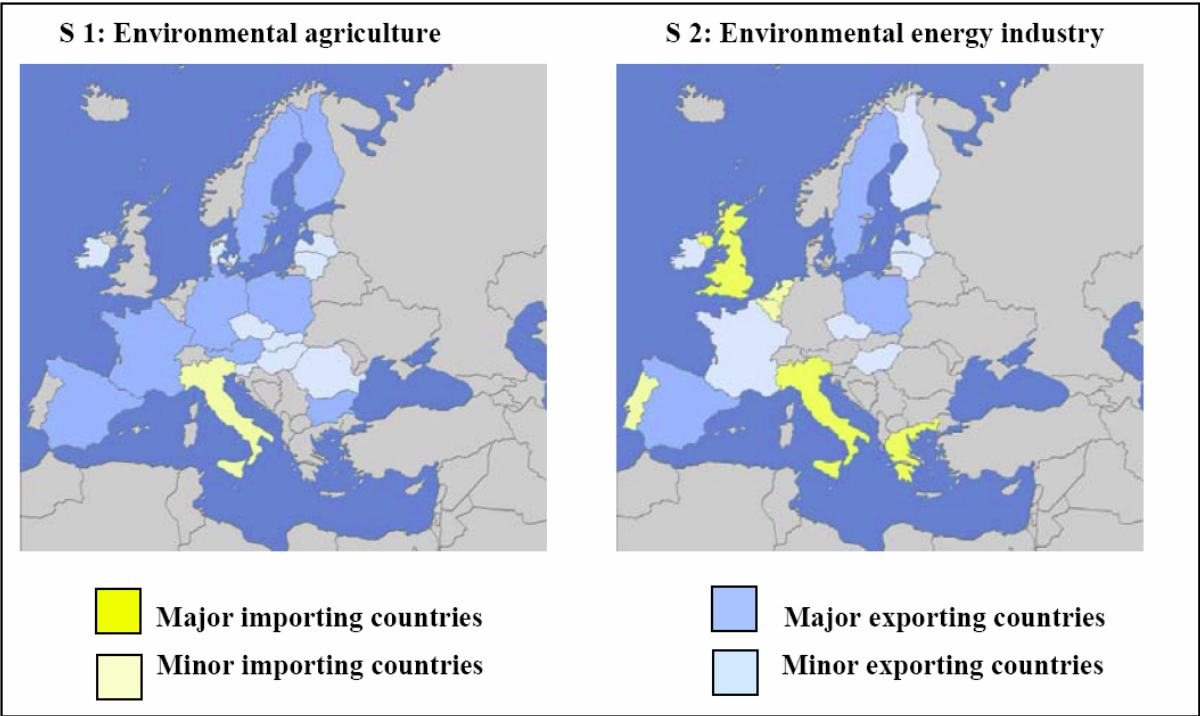 S 1: Environmental agriculture
S 2: Environmental energy industry
Major importing countries
Major exporting countries
Minor importing countries
Minor exporting countries